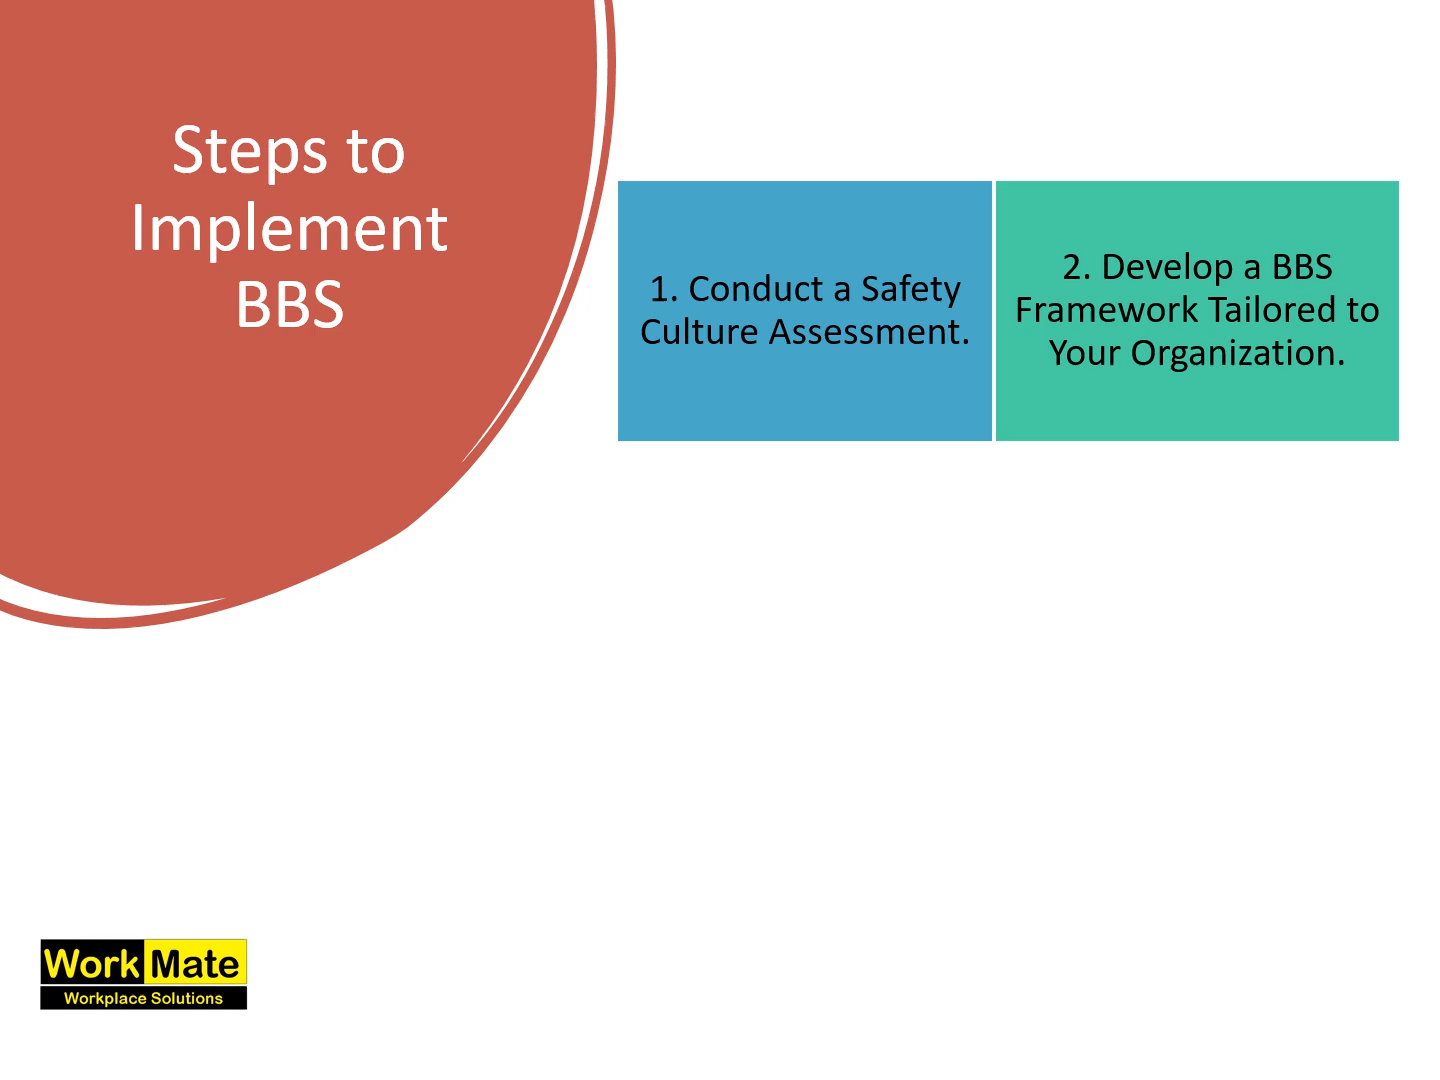 Steps to
Implement
BBS
1. Conduct a Safety
Culture Assessment.
2. Develop a BBS
Framework Tailored to
Your Organization.
Work Mate
Workplace Solutions